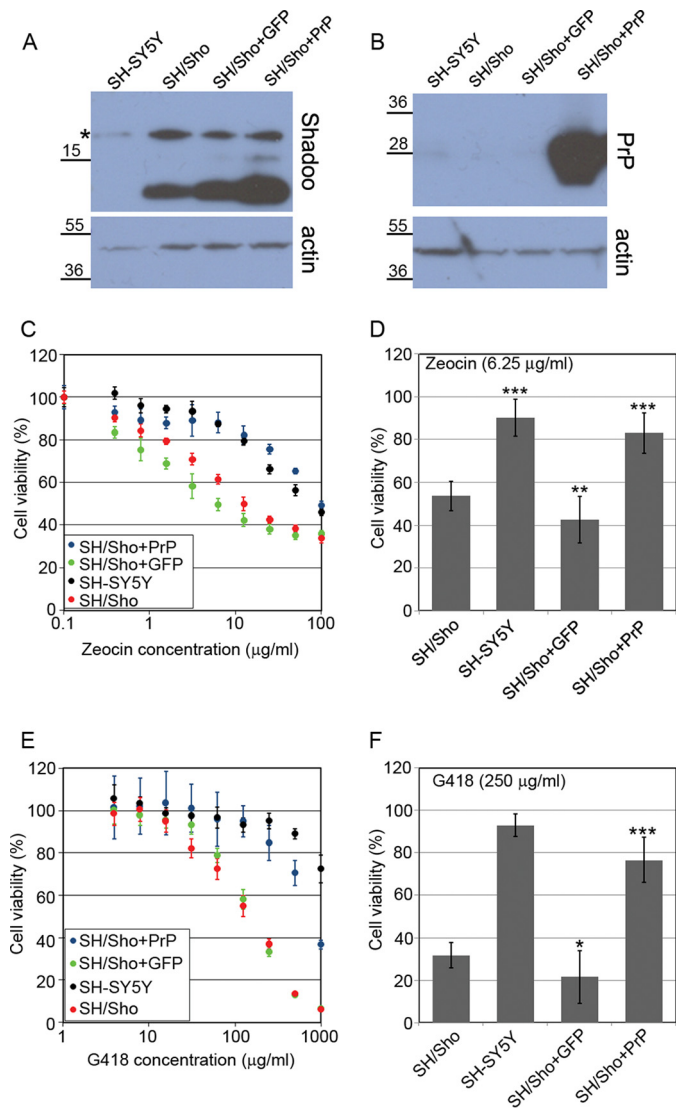 A
SH-SY5Y
SH/Sho
SH/Sho+GFP
SH/Sho+PrP
*
15
Shadoo
55
36
actin
B
SH-SY5Y
SH/Sho
SH/Sho+GFP
SH/Sho+PrP
36
28
PrP
55
36
actin
C
120
100
80
60
40
20
0
Cell viability (%)
SH/Sho+PrP
SH/Sho+GFP
SH-SY5Y
SH/Sho
0.1
1
10
100
Zeocin concentration (µg/ml)
D
Zeocin (6.25 µg/ml)
120
100
80
60
40
20
0
Cell viability (%)
***
**
***
SH/Sho
SH-SY5Y
SH/Sho+GFP
SH/Sho+PrP
E
120
100
80
60
40
20
0
Cell viability (%)
SH/Sho+PrP
SH/Sho+GFP
SH-SY5Y
SH/Sho
1
10
100
1000
G418 concentration (µg/ml)
F
G418 (250 µg/ml)
120
100
80
60
40
20
0
Cell viability (%)
*
***
SH/Sho
SH-SY5Y
SH/Sho+GFP
SH/Sho+PrP